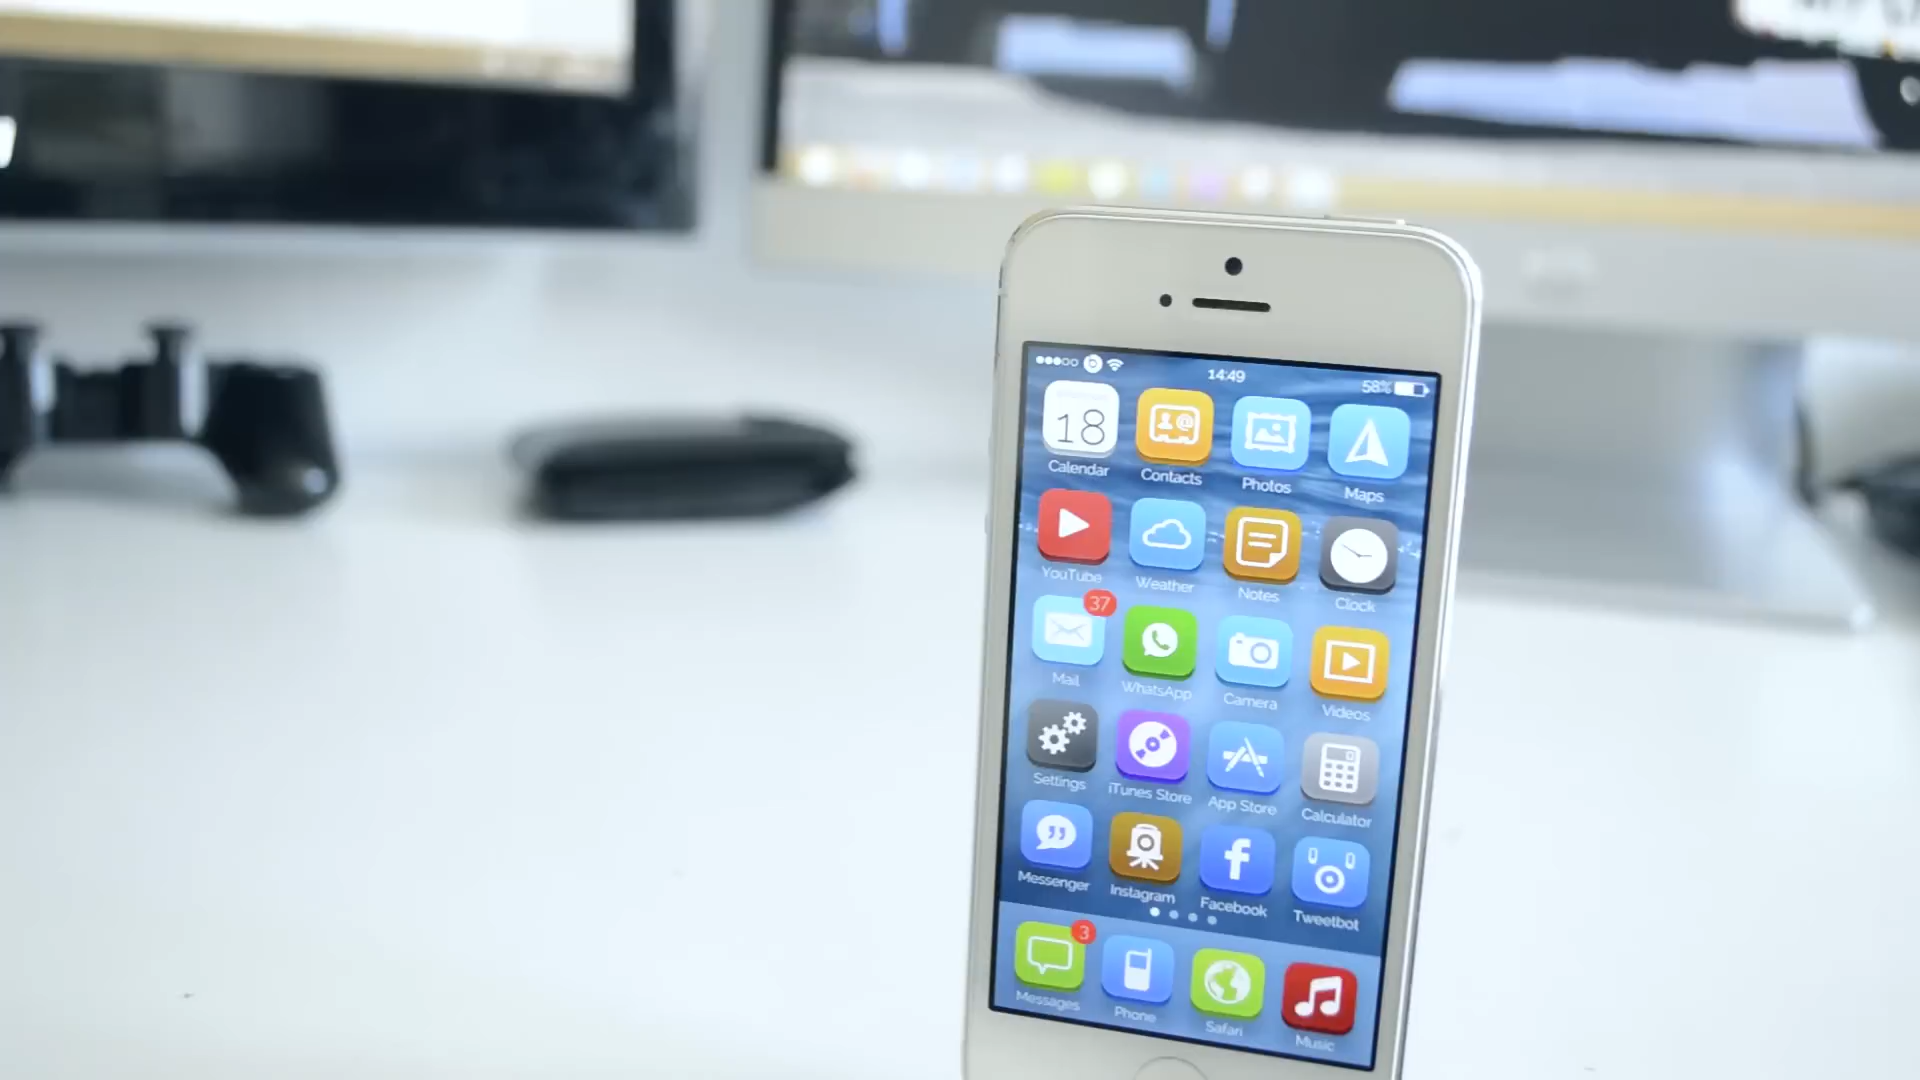 14:49
58%
18
Calendar
Contacts
Photos
Maps
YouTube
Weather
Notes
Clock
37
Mail
WhatsApp
Camera
Videos
Settings
iTunes Store
App Store
Calculator
Messenger
Instagram
Facebook
Tweetbot
3
Messages
Phone
Safari
Music